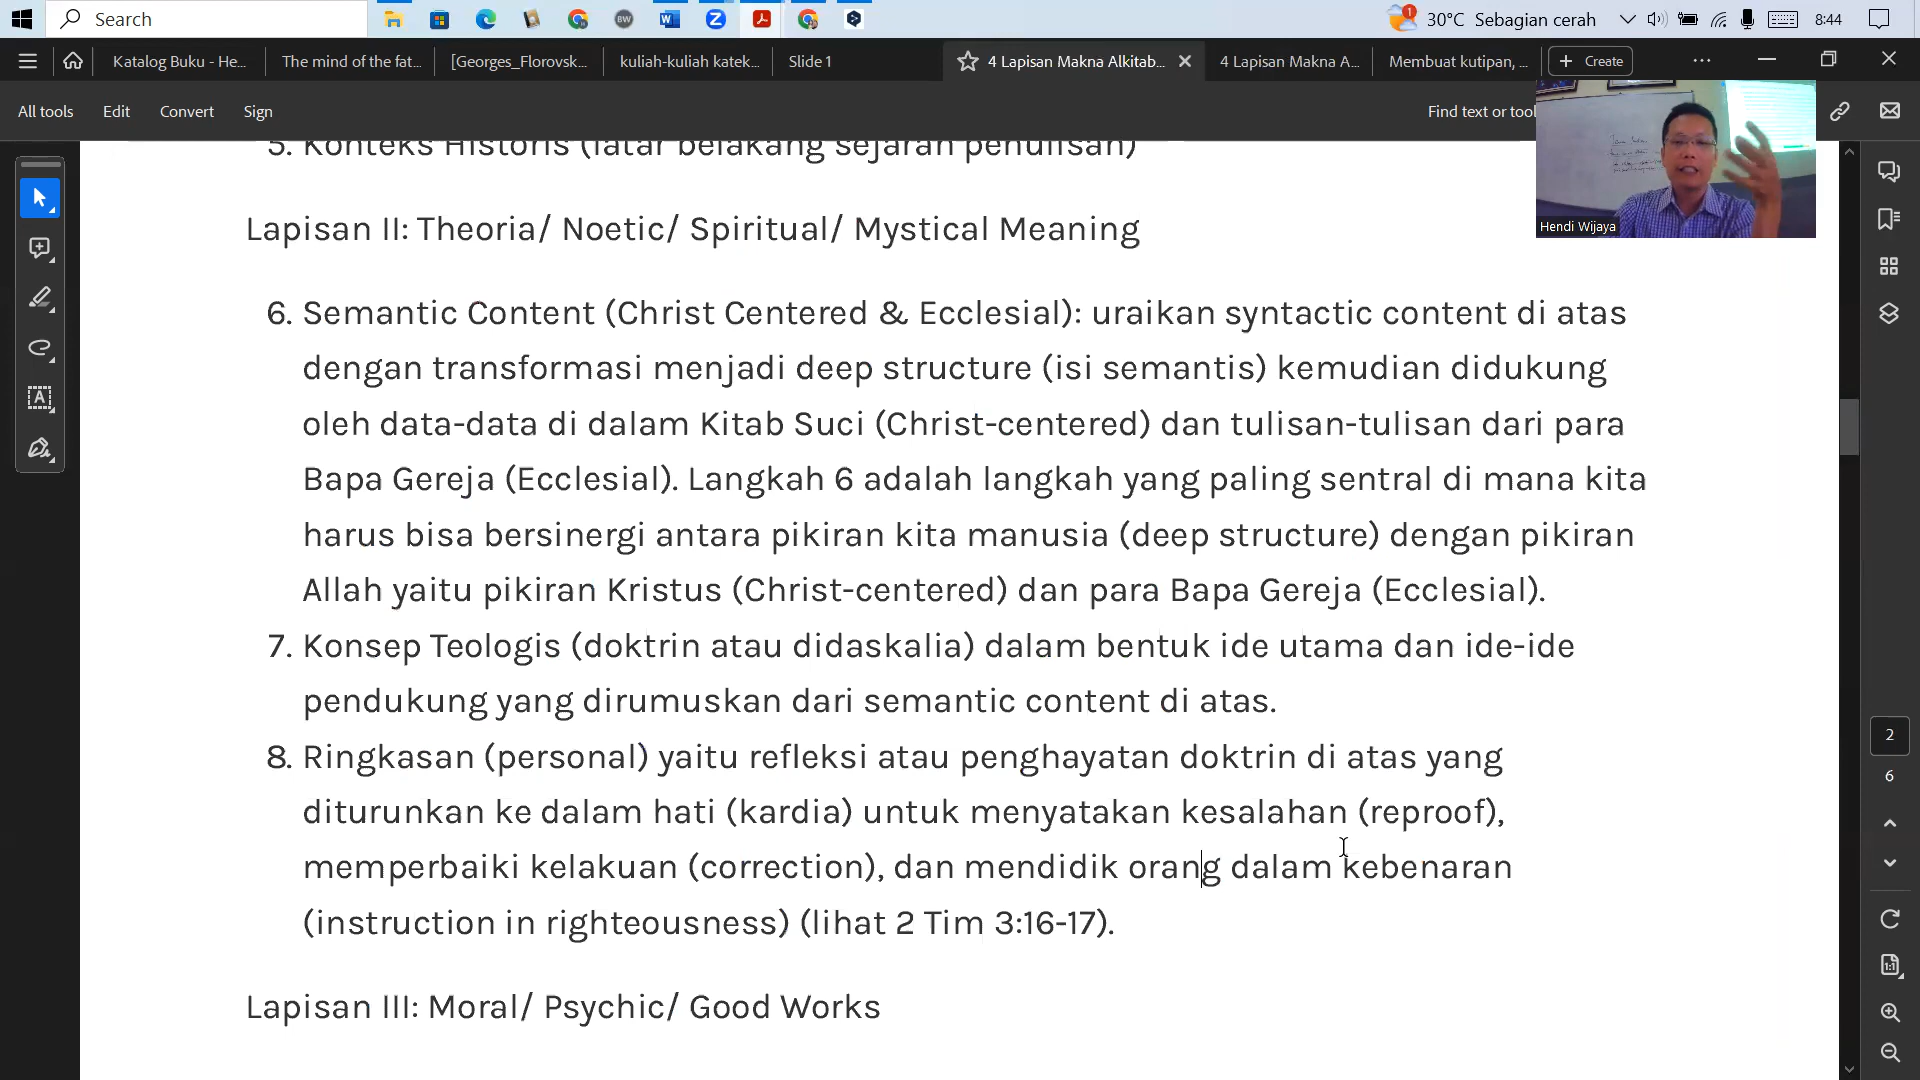 Search
1
30°C Sebagian cerah
8:44
Katalog Buku - He...
The mind of the fat...
[Georges_Florovsk...
kuliah-kuliah katek...
Slide 1
4 Lapisan Makna Alkitab...
4 Lapisan Makna A...
Membuat kutipan, ...
Create
All tools
Edit
Convert
Sign
Find text or tool
5. Konteks Historis (latar belakang sejarah penulisan)
Lapisan II: Theoria/ Noetic/ Spiritual/ Mystical Meaning
Hendi Wijaya
6. Semantic Content (Christ Centered & Ecclesial): uraikan syntactic content di atas
dengan transformasi menjadi deep structure (isi semantis) kemudian didukung
oleh data-data di dalam Kitab Suci (Christ-centered) dan tulisan-tulisan dari para
Bapa Gereja (Ecclesial). Langkah 6 adalah langkah yang paling sentral di mana kita
harus bisa bersinergi antara pikiran kita manusia (deep structure) dengan pikiran
Allah yaitu pikiran Kristus (Christ-centered) dan para Bapa Gereja (Ecclesial).
7. Konsep Teologis (doktrin atau didaskalia) dalam bentuk ide utama dan ide-ide
pendukung yang dirumuskan dari semantic content di atas.
8. Ringkasan (personal) yaitu refleksi atau penghayatan doktrin di atas yang
diturunkan ke dalam hati (kardia) untuk menyatakan kesalahan (reproof),
memperbaiki kelakuan (correction), dan mendidik orang dalam kebenaran
(instruction in righteousness) (lihat 2 Tim 3:16-17).
Lapisan III: Moral/ Psychic/ Good Works
2
6